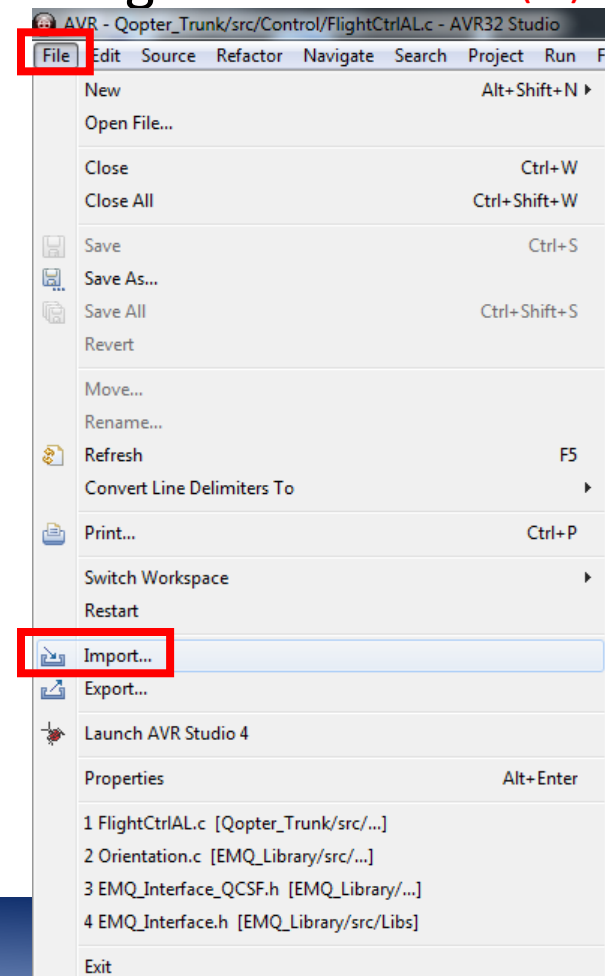 AVR - Qopter_Trunk/src/Control/FlightCtrlAL.c - AVR32 Studio
File Edit Source Refactor Navigate Search Project Run
New Alt+Shift+N
Open File...
Close Ctrl+W
Close All Ctrl+Shift+W
Save Ctrl+S
Save As...
Save All Ctrl+Shift+S
Revert
Move...
Rename...
Refresh F5
Convert Line Delimiters To
Print... Ctrl+P
Switch Workspace
Restart
Import...
Export...
Launch AVR Studio 4
Properties Alt+Enter
1 FlightCtrlAL.c [Qopter_Trunk/src/...]
2 Orientation.c [EMQ_Library/src/...]
3 EMQ_Interface_QCSF.h [EMQ_Library/...]
4 EMQ_Interface.h [EMQ_Library/src/Libs]
Exit